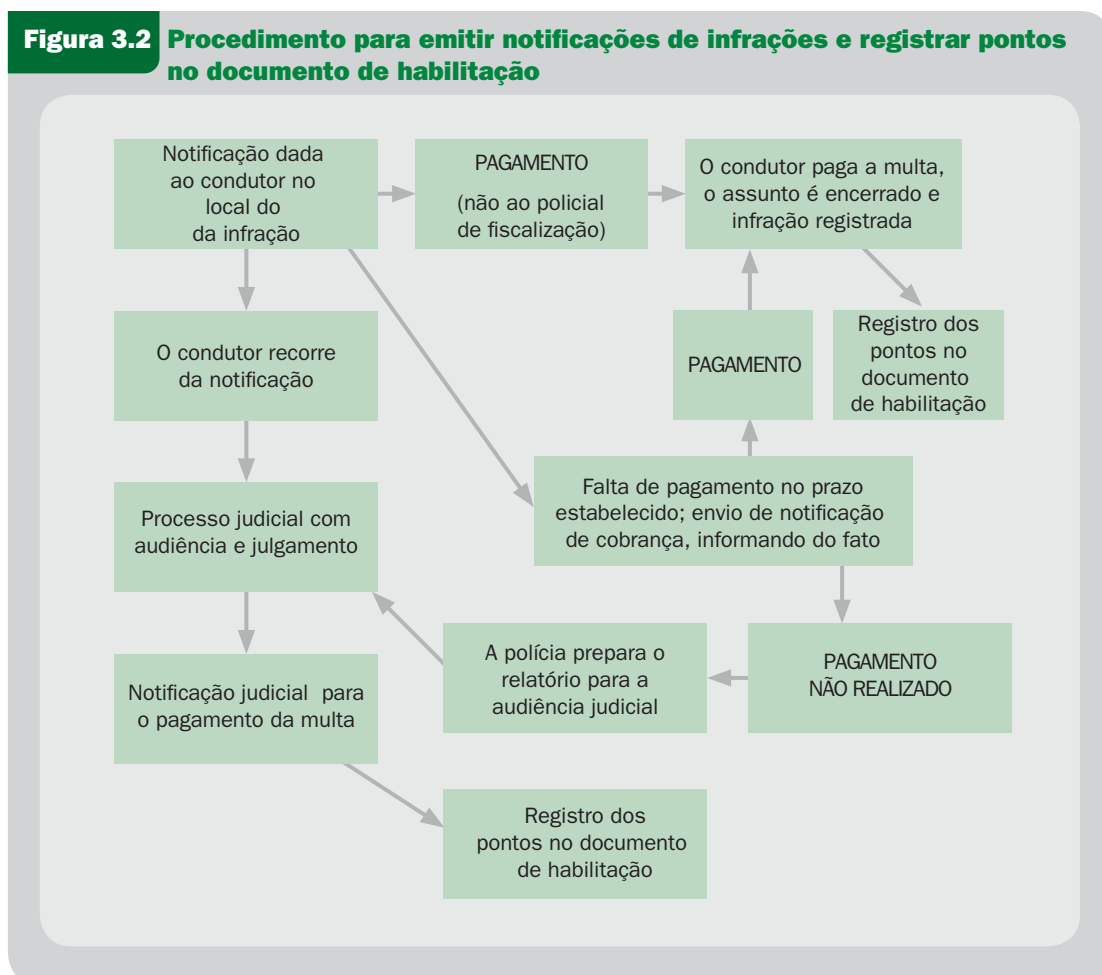 Figura 3.2
Procedimento para emitir notificações de infrações e registrar pontos
no documento de habilitação
Notificação dada
ao condutor no
local do
da infração
PAGAMENTO
(não ao policial
de fiscalização)
O condutor paga a multa,
o assunto é encerrado e
infração registrada
O condutor recorre
da notificação
PAGAMENTO
Registro dos
pontos no
documento
de habilitação
Processo judicial com
audiência e julgamento
Falta de pagamento no prazo
estabelecido; envio de notificação
de cobrança, informando do fato
Notificação judicial para
o pagamento da multa
A polícia prepara o
relatório para a
audiência judicial
PAGAMENTO
NÃO REALIZADO
Registro dos
pontos no documento
de habilitação